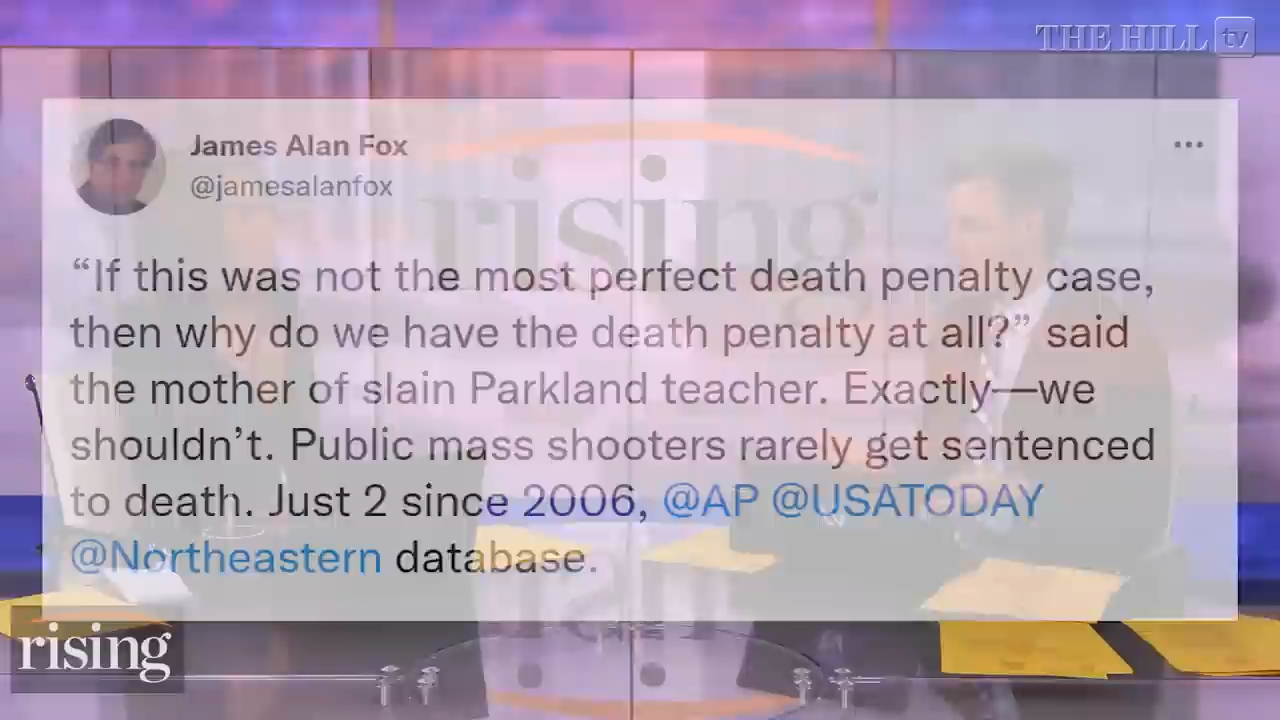 THE HILL tv
James Alan Fox
@jamesalanfox
rising
“If this was not the most perfect death penalty case,
then why do we have the death penalty at all?” said
the mother of slain Parkland teacher. Exactly—we
shouldn’t. Public mass shooters rarely get sentenced
to death. Just 2 since 2006, @AP @USATODAY
@Northeastern database.
rising